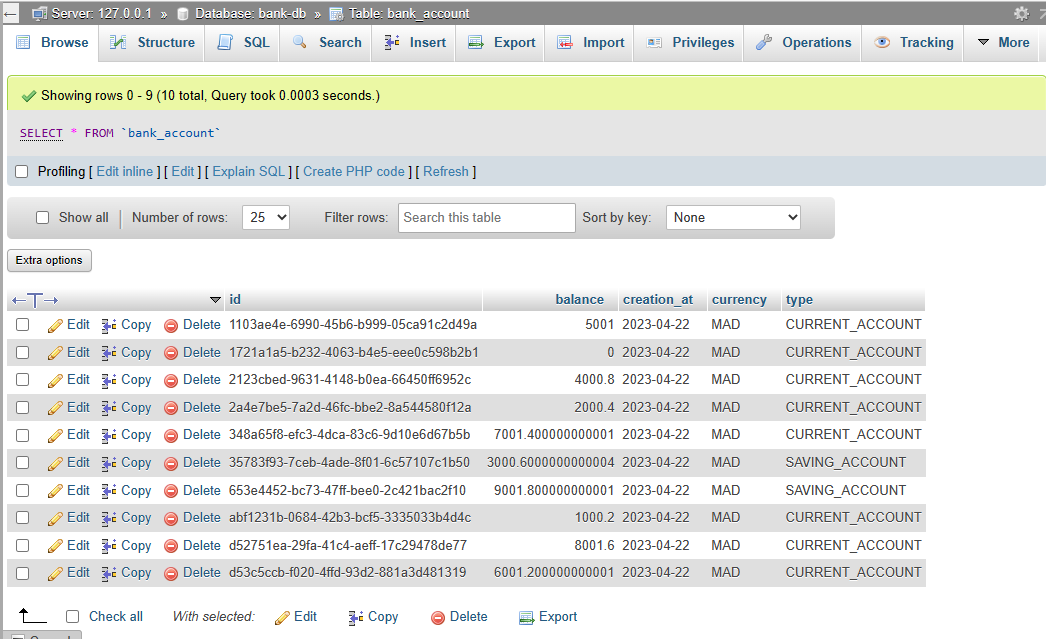 Server: 127.0.0.1 » Database: bank-db » Table: bank_account
Browse Structure SQL Search Insert Export Import Privileges Operations Tracking More
Showing rows 0 - 9 (10 total, Query took 0.0003 seconds.)
SELECT * FROM `bank_account`
Profiling [ Edit inline ] [ Edit ] [ Explain SQL ] [ Create PHP code ] [ Refresh ]
Show all Number of rows: 25 Filter rows: Search this table Sort by key: None
Extra options
id balance creation_at currency type
Edit Copy Delete 1103ae4e-6990-45b6-b999-05ca91c2d49a 5001 2023-04-22 MAD CURRENT_ACCOUNT
Edit Copy Delete 1721a1a5-b232-4063-b4e5-eee0c598b2b1 0 2023-04-22 MAD CURRENT_ACCOUNT
Edit Copy Delete 2123cbed-9631-4148-b0ea-66450ff6952c 4000.8 2023-04-22 MAD CURRENT_ACCOUNT
Edit Copy Delete 2a4e7be5-7a2d-46fc-bbe2-8a544580f12a 2000.4 2023-04-22 MAD CURRENT_ACCOUNT
Edit Copy Delete 348a65f8-efc3-4dca-83c6-9d10e6d67b5b 7001.400000000001 2023-04-22 MAD CURRENT_ACCOUNT
Edit Copy Delete 35783f93-7ceb-4ade-8f01-6c57107c1b50 3000.6000000000004 2023-04-22 MAD SAVING_ACCOUNT
Edit Copy Delete 653e4452-bc73-47ff-bee0-2c421bac2f10 9001.800000000001 2023-04-22 MAD SAVING_ACCOUNT
Edit Copy Delete abf1231b-0684-42b3-bcf5-3335033b4d4c 1000.2 2023-04-22 MAD CURRENT_ACCOUNT
Edit Copy Delete d52751ea-29fa-41c4-aeff-17c29478de77 8001.6 2023-04-22 MAD CURRENT_ACCOUNT
Edit Copy Delete d53c5ccb-f020-4ffd-93d2-881a3d481319 6001.200000000001 2023-04-22 MAD CURRENT_ACCOUNT
Check all With selected: Edit Copy Delete Export